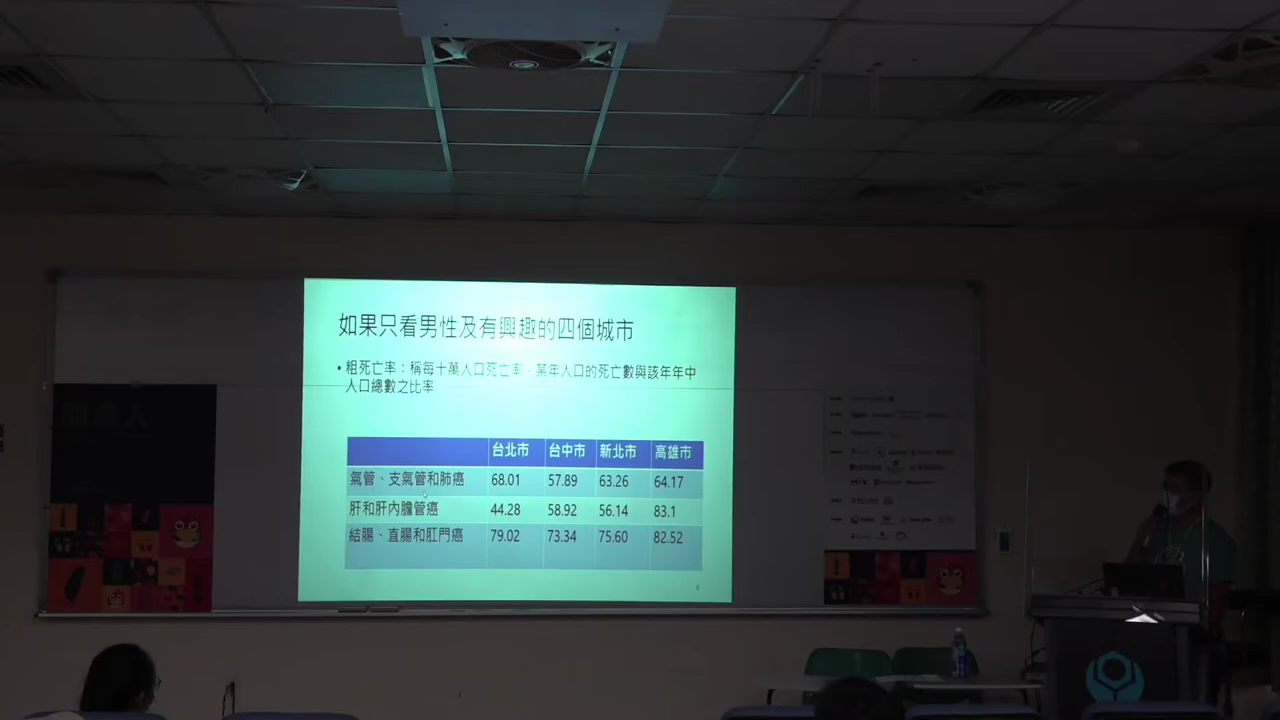 如果只看男性及有興趣的四個城市
• 粗死亡率：稱每十萬人口死亡率，某年人口的死亡數與該年年中
人口總數之比率
台北市 台中市 新北市 高雄市
氣管、支氣管和肺癌 68.01 57.89 63.26 64.17
肝和肝內膽管癌 44.28 58.92 56.14 83.1
結腸、直腸和肛門癌 79.02 73.34 75.60 82.52